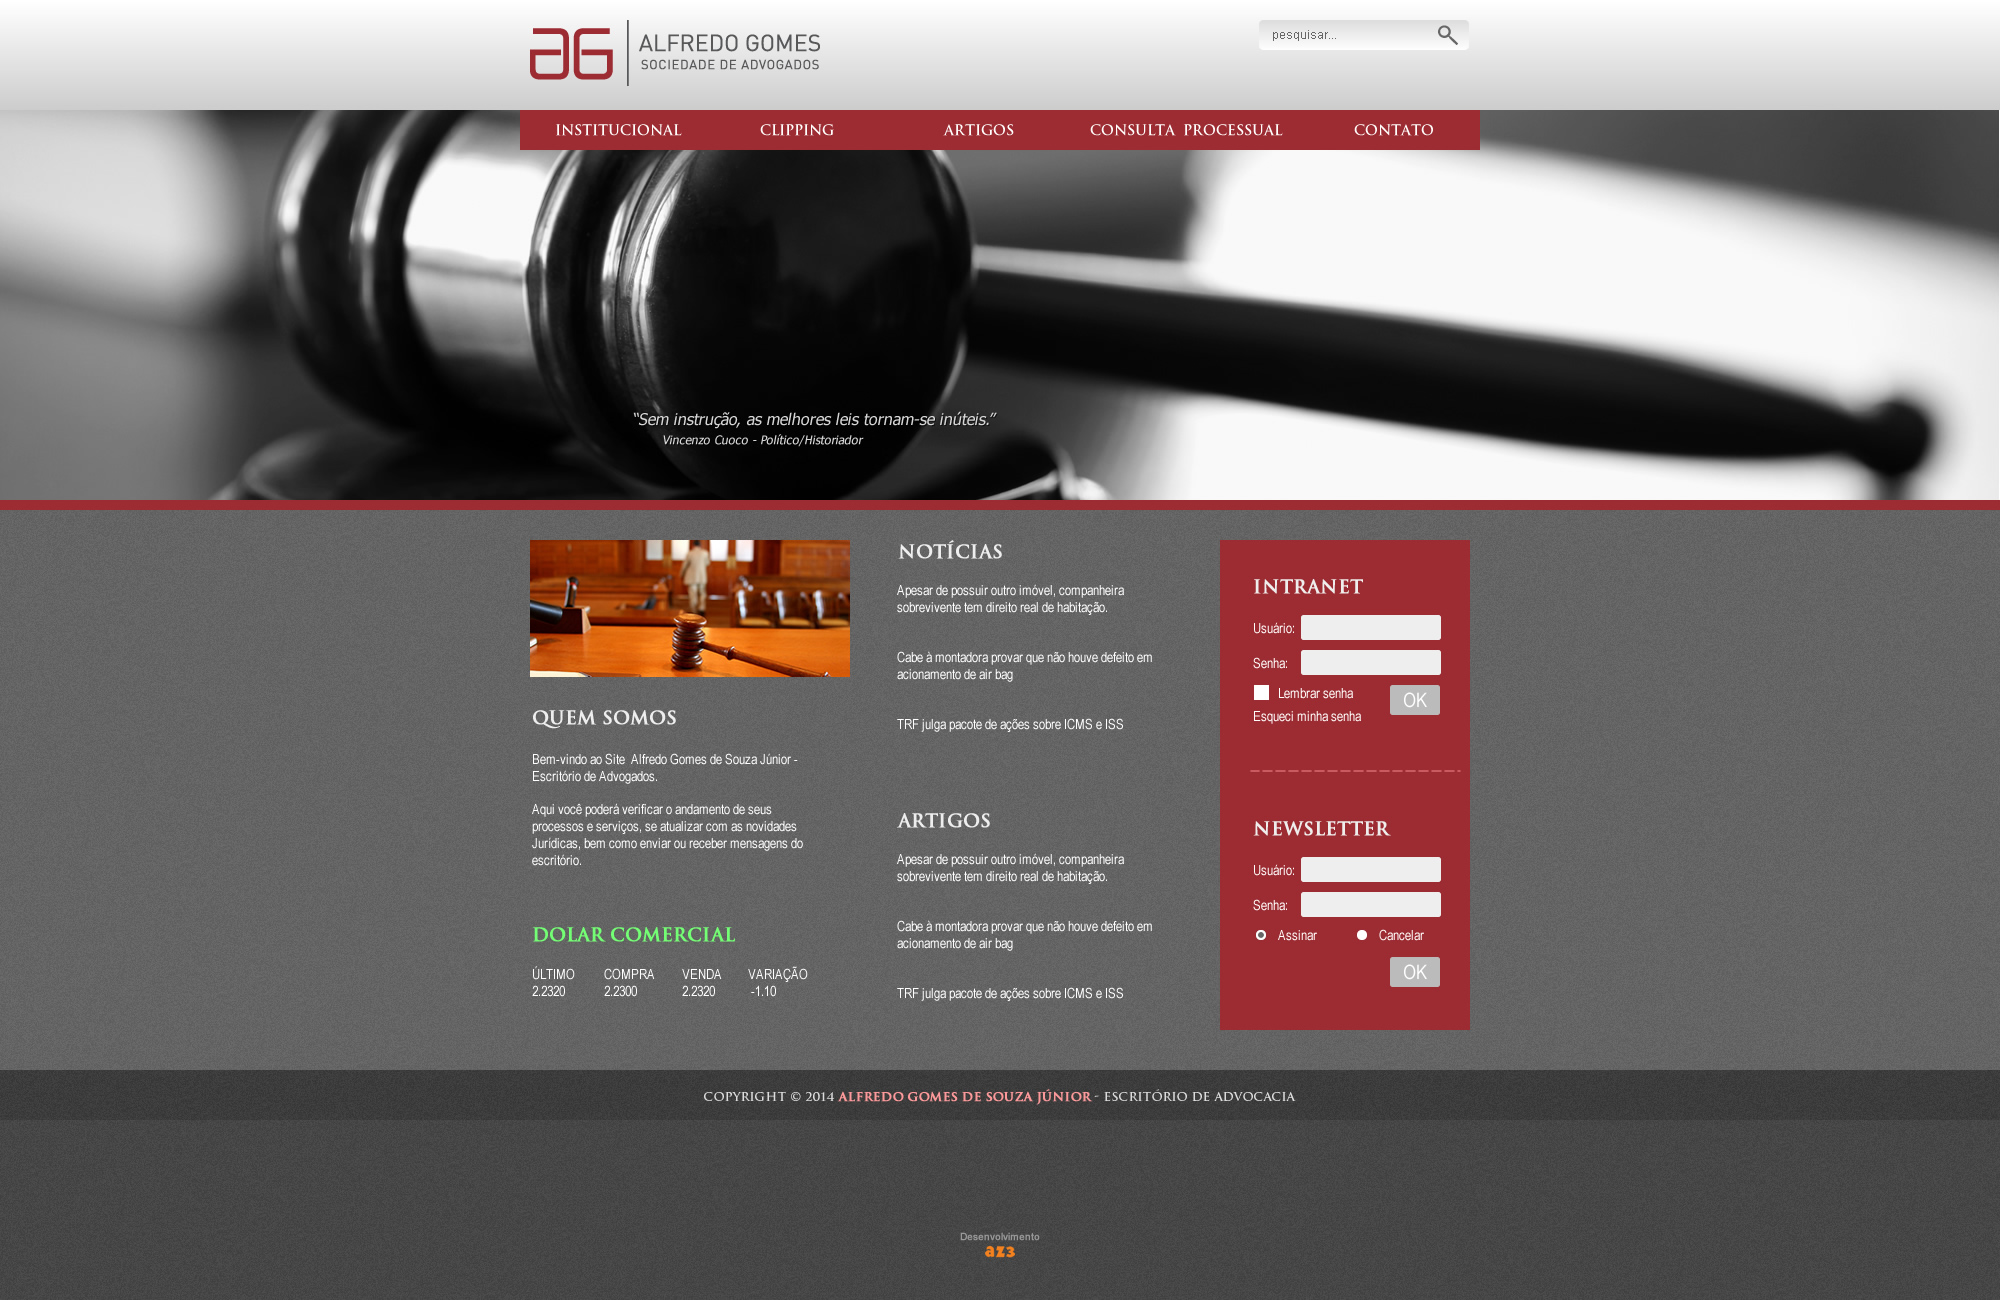 AG
ALFREDO GOMES
SOCIEDADE DE ADVOGADOS
pesquisar...
INSTITUCIONAL CLIPPING ARTIGOS CONSULTA PROCESSUAL CONTATO
“Sem instrução, as melhores leis tornam-se inúteis.”
Vincenzo Cuoco - Político/Historiador
QUEM SOMOS
Bem-vindo ao Site Alfredo Gomes de Souza Júnior -
Escritório de Advogados.
Aqui você poderá verificar o andamento de seus
processos e serviços, se atualizar com as novidades
Jurídicas, bem como enviar ou receber mensagens do
escritório.
DOLAR COMERCIAL
ÚLTIMO COMPRA VENDA VARIAÇÃO
2.2320 2.2300 2.2320 -1.10
NOTÍCIAS
Apesar de possuir outro imóvel, companheira
sobrevivente tem direito real de habitação.
Cabe à montadora provar que não houve defeito em
acionamento de air bag
TRF julga pacote de ações sobre ICMS e ISS
ARTIGOS
Apesar de possuir outro imóvel, companheira
sobrevivente tem direito real de habitação.
Cabe à montadora provar que não houve defeito em
acionamento de air bag
TRF julga pacote de ações sobre ICMS e ISS
INTRANET
Usuário:
Senha:
Lembrar senha
OK
Esqueci minha senha
NEWSLETTER
Usuário:
Senha:
Assinar Cancelar
OK
COPYRIGHT © 2014 ALFREDO GOMES DE SOUZA JÚNIOR - ESCRITÓRIO DE ADVOCACIA
Desenvolvimento
az3